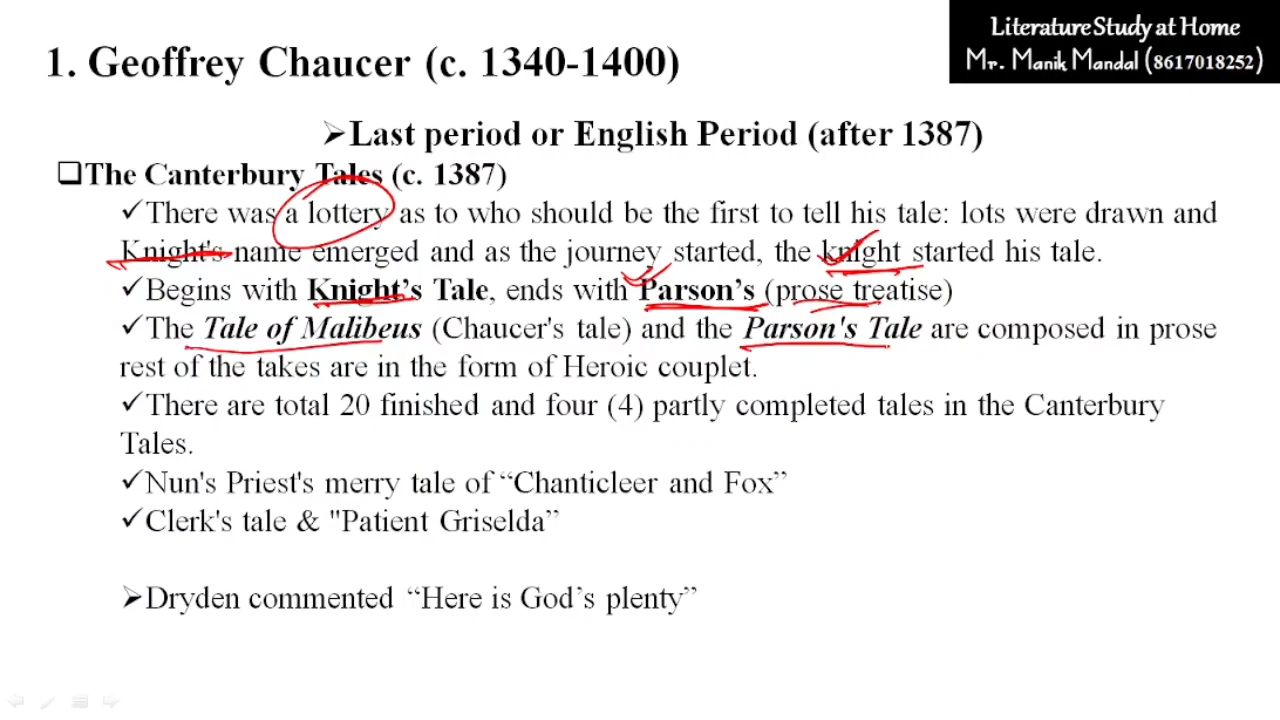 Literature Study at Home
Mr. Manik Mandal (8617018252)
1. Geoffrey Chaucer (c. 1340-1400)
➢Last period or English Period (after 1387)
❑The Canterbury Tales (c. 1387)
✓There was a lottery as to who should be the first to tell his tale: lots were drawn and
Knight's name emerged and as the journey started, the knight started his tale.
✓Begins with Knight’s Tale, ends with Parson’s (prose treatise)
✓The Tale of Malibeus (Chaucer's tale) and the Parson's Tale are composed in prose
rest of the takes are in the form of Heroic couplet.
✓There are total 20 finished and four (4) partly completed tales in the Canterbury
Tales.
✓Nun's Priest's merry tale of “Chanticleer and Fox”
✓Clerk's tale & "Patient Griselda”
➢Dryden commented “Here is God’s plenty”